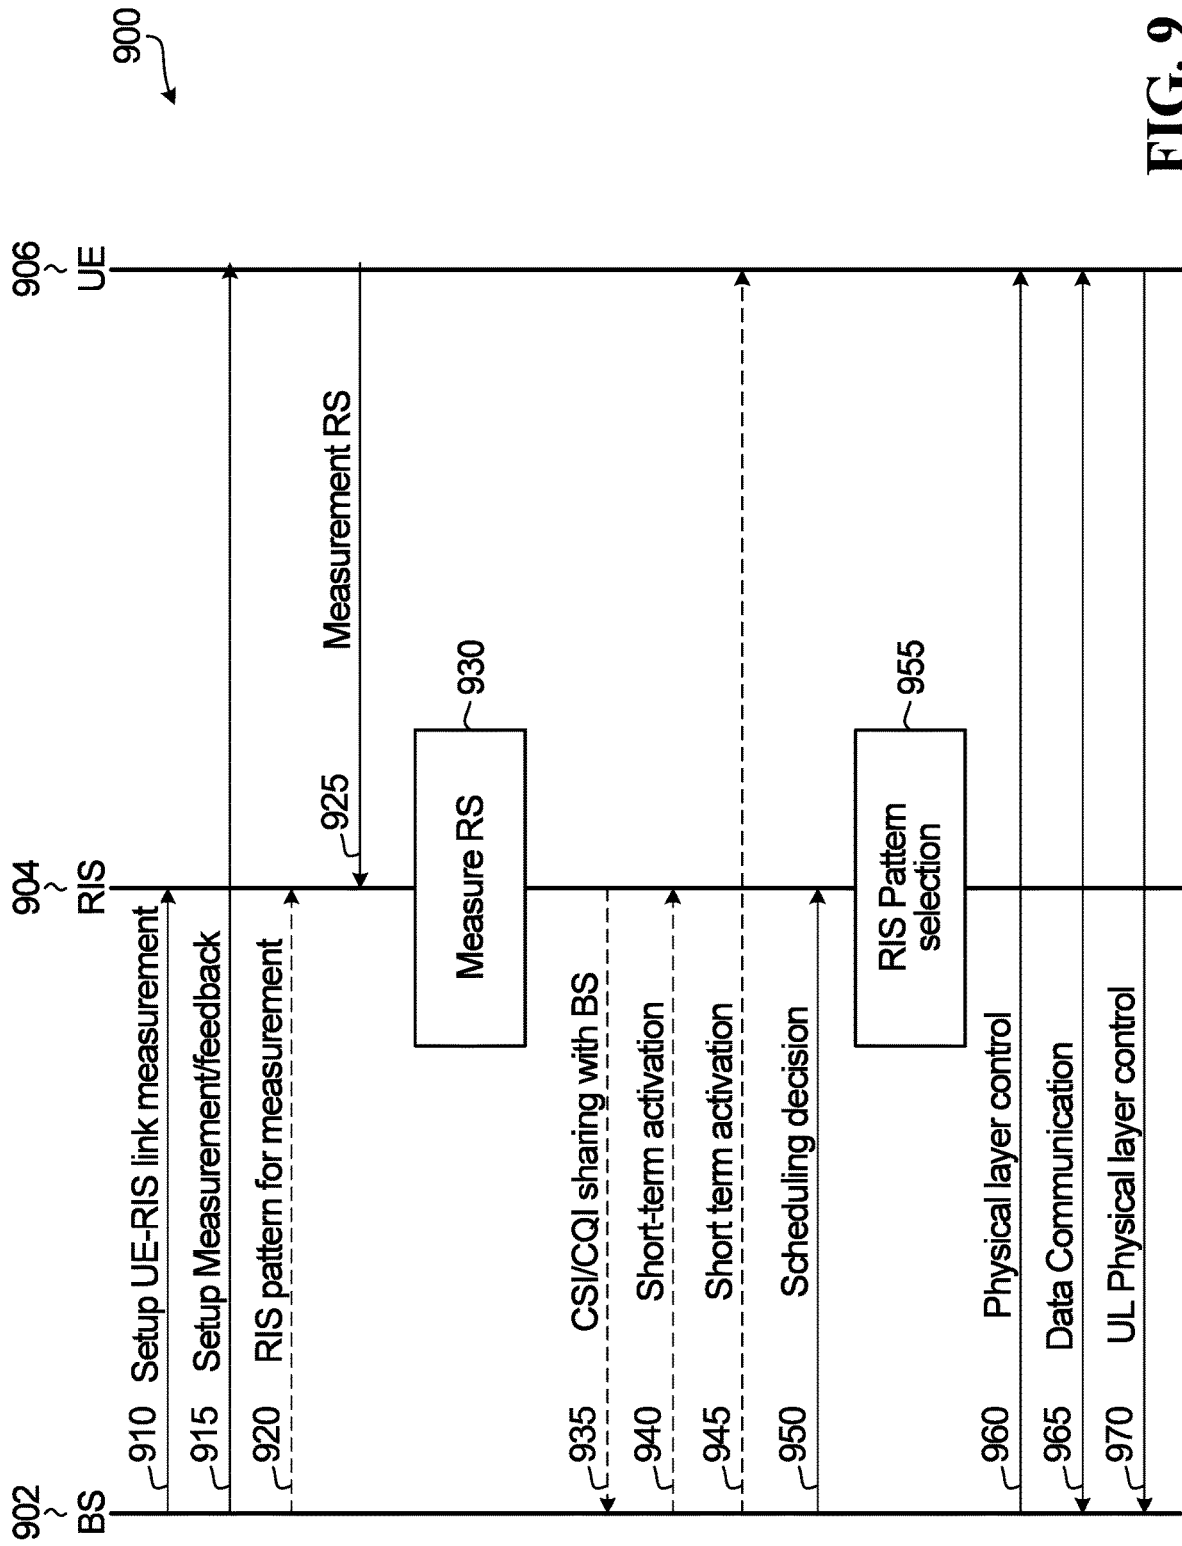 900
902
BS
904
RIS
906
UE
910 Setup UE-RIS link measurement
915 Setup Measurement/feedback
920 RIS pattern for measurement
925
Measurement RS
Measure RS
930
935 CSI/CQI sharing with BS
940 Short-term activation
945 Short term activation
950 Scheduling decision
RIS Pattern
selection
955
960 Physical layer control
965 Data Communication
970 UL Physical layer control
FIG. 9